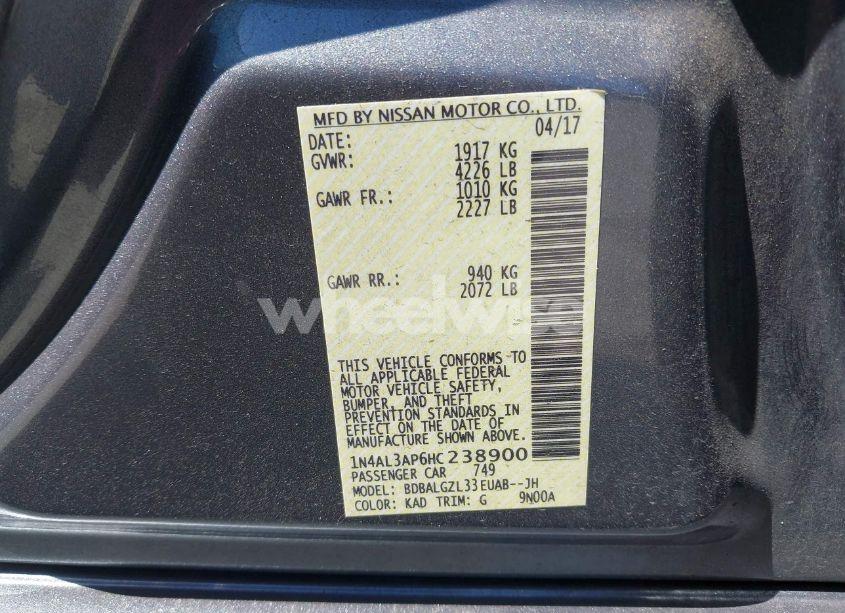 MFD BY NISSAN MOTOR CO., LTD.
DATE: 04/17
GVWR: 1917 KG
4226 LB
GAWR FR.: 1010 KG
2227 LB
GAWR RR.: 940 KG
2072 LB
wheelwise
THIS VEHICLE CONFORMS TO
ALL APPLICABLE FEDERAL
MOTOR VEHICLE SAFETY,
BUMPER, AND THEFT
PREVENTION STANDARDS IN
EFFECT ON THE DATE OF
MANUFACTURE SHOWN ABOVE.
1N4AL3AP6HC238900
PASSENGER CAR 749
MODEL: BDBALGZL33EUAB--JH
COLOR: KAD TRIM: G 9N00A